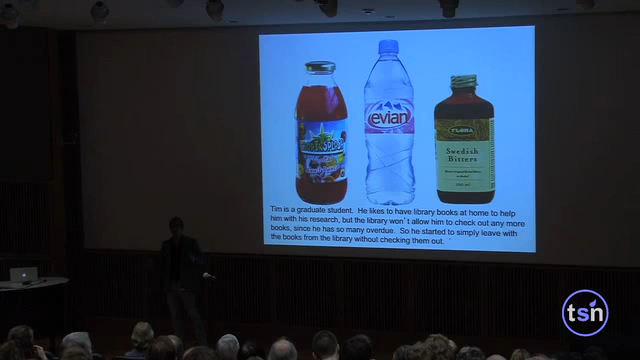 evian
FLORA
Swedish
Bitters
Tim is a graduate student. He likes to have library books at home to help
him with his research, but the library won't allow him to check out any more
books, since he has so many overdue. So he started to simply leave with
the books from the library without checking them out.
tsn